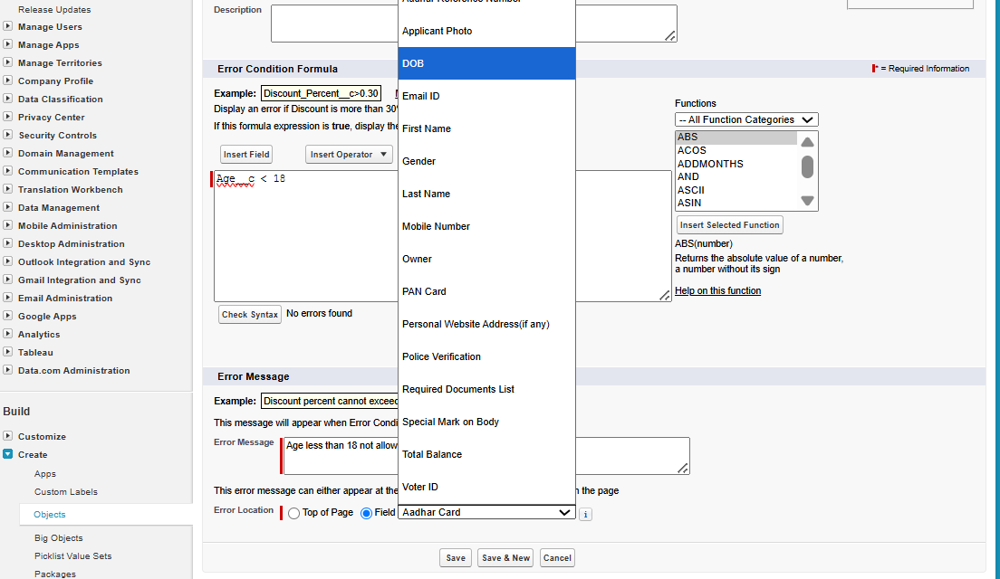 Release Updates
Manage Users
Manage Apps
Manage Territories
Company Profile
Data Classification
Privacy Center
Security Controls
Domain Management
Communication Templates
Translation Workbench
Data Management
Mobile Administration
Desktop Administration
Outlook Integration and Sync
Gmail Integration and Sync
Email Administration
Google Apps
Analytics
Tableau
Data.com Administration
Build
Customize
Create
Apps
Custom Labels
Objects
Big Objects
Picklist Value Sets
Packages
Description
Error Condition Formula
= Required Information
Example: Discount_Percent__c>0.30
Display an error if Discount is more than 30
If this formula expression is true, display the
Insert Field
Insert Operator
Age__c < 18
Check Syntax No errors found
Functions
-- All Function Categories
ABS
ACOS
ADDMONTHS
AND
ASCII
ASIN
Insert Selected Function
ABS(number)
Returns the absolute value of a number,
a number without its sign
Help on this function
Error Message
Example: Discount percent cannot exceed
This message will appear when Error Condi
Error Message Age less than 18 not allow
This error message can either appear at the
n the page
Error Location Top of Page Field Aadhar Card i
Applicant Photo
DOB
Email ID
First Name
Gender
Last Name
Mobile Number
Owner
PAN Card
Personal Website Address(if any)
Police Verification
Required Documents List
Special Mark on Body
Total Balance
Voter ID
Save Save & New Cancel